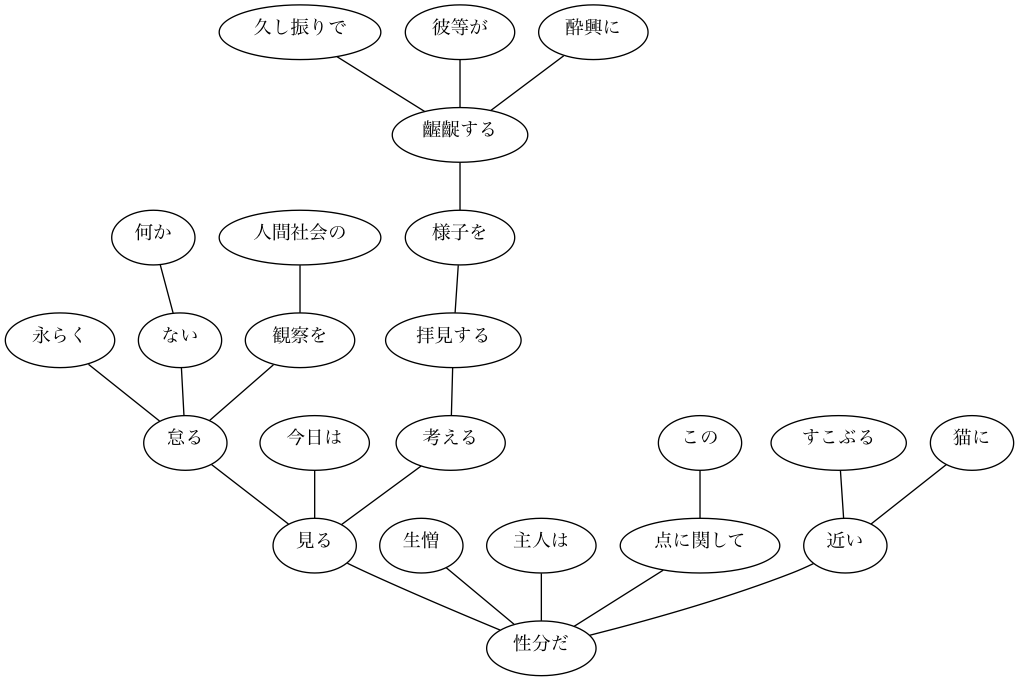 久し振りで 彼等が 酔興に
齷齪する
何か 人間社会の 様子を
永らく ない 観察を 拝見する
怠る 今日は 考える この すこぶる 猫に
見る 生憎 主人は 点に関して 近い
性分だ